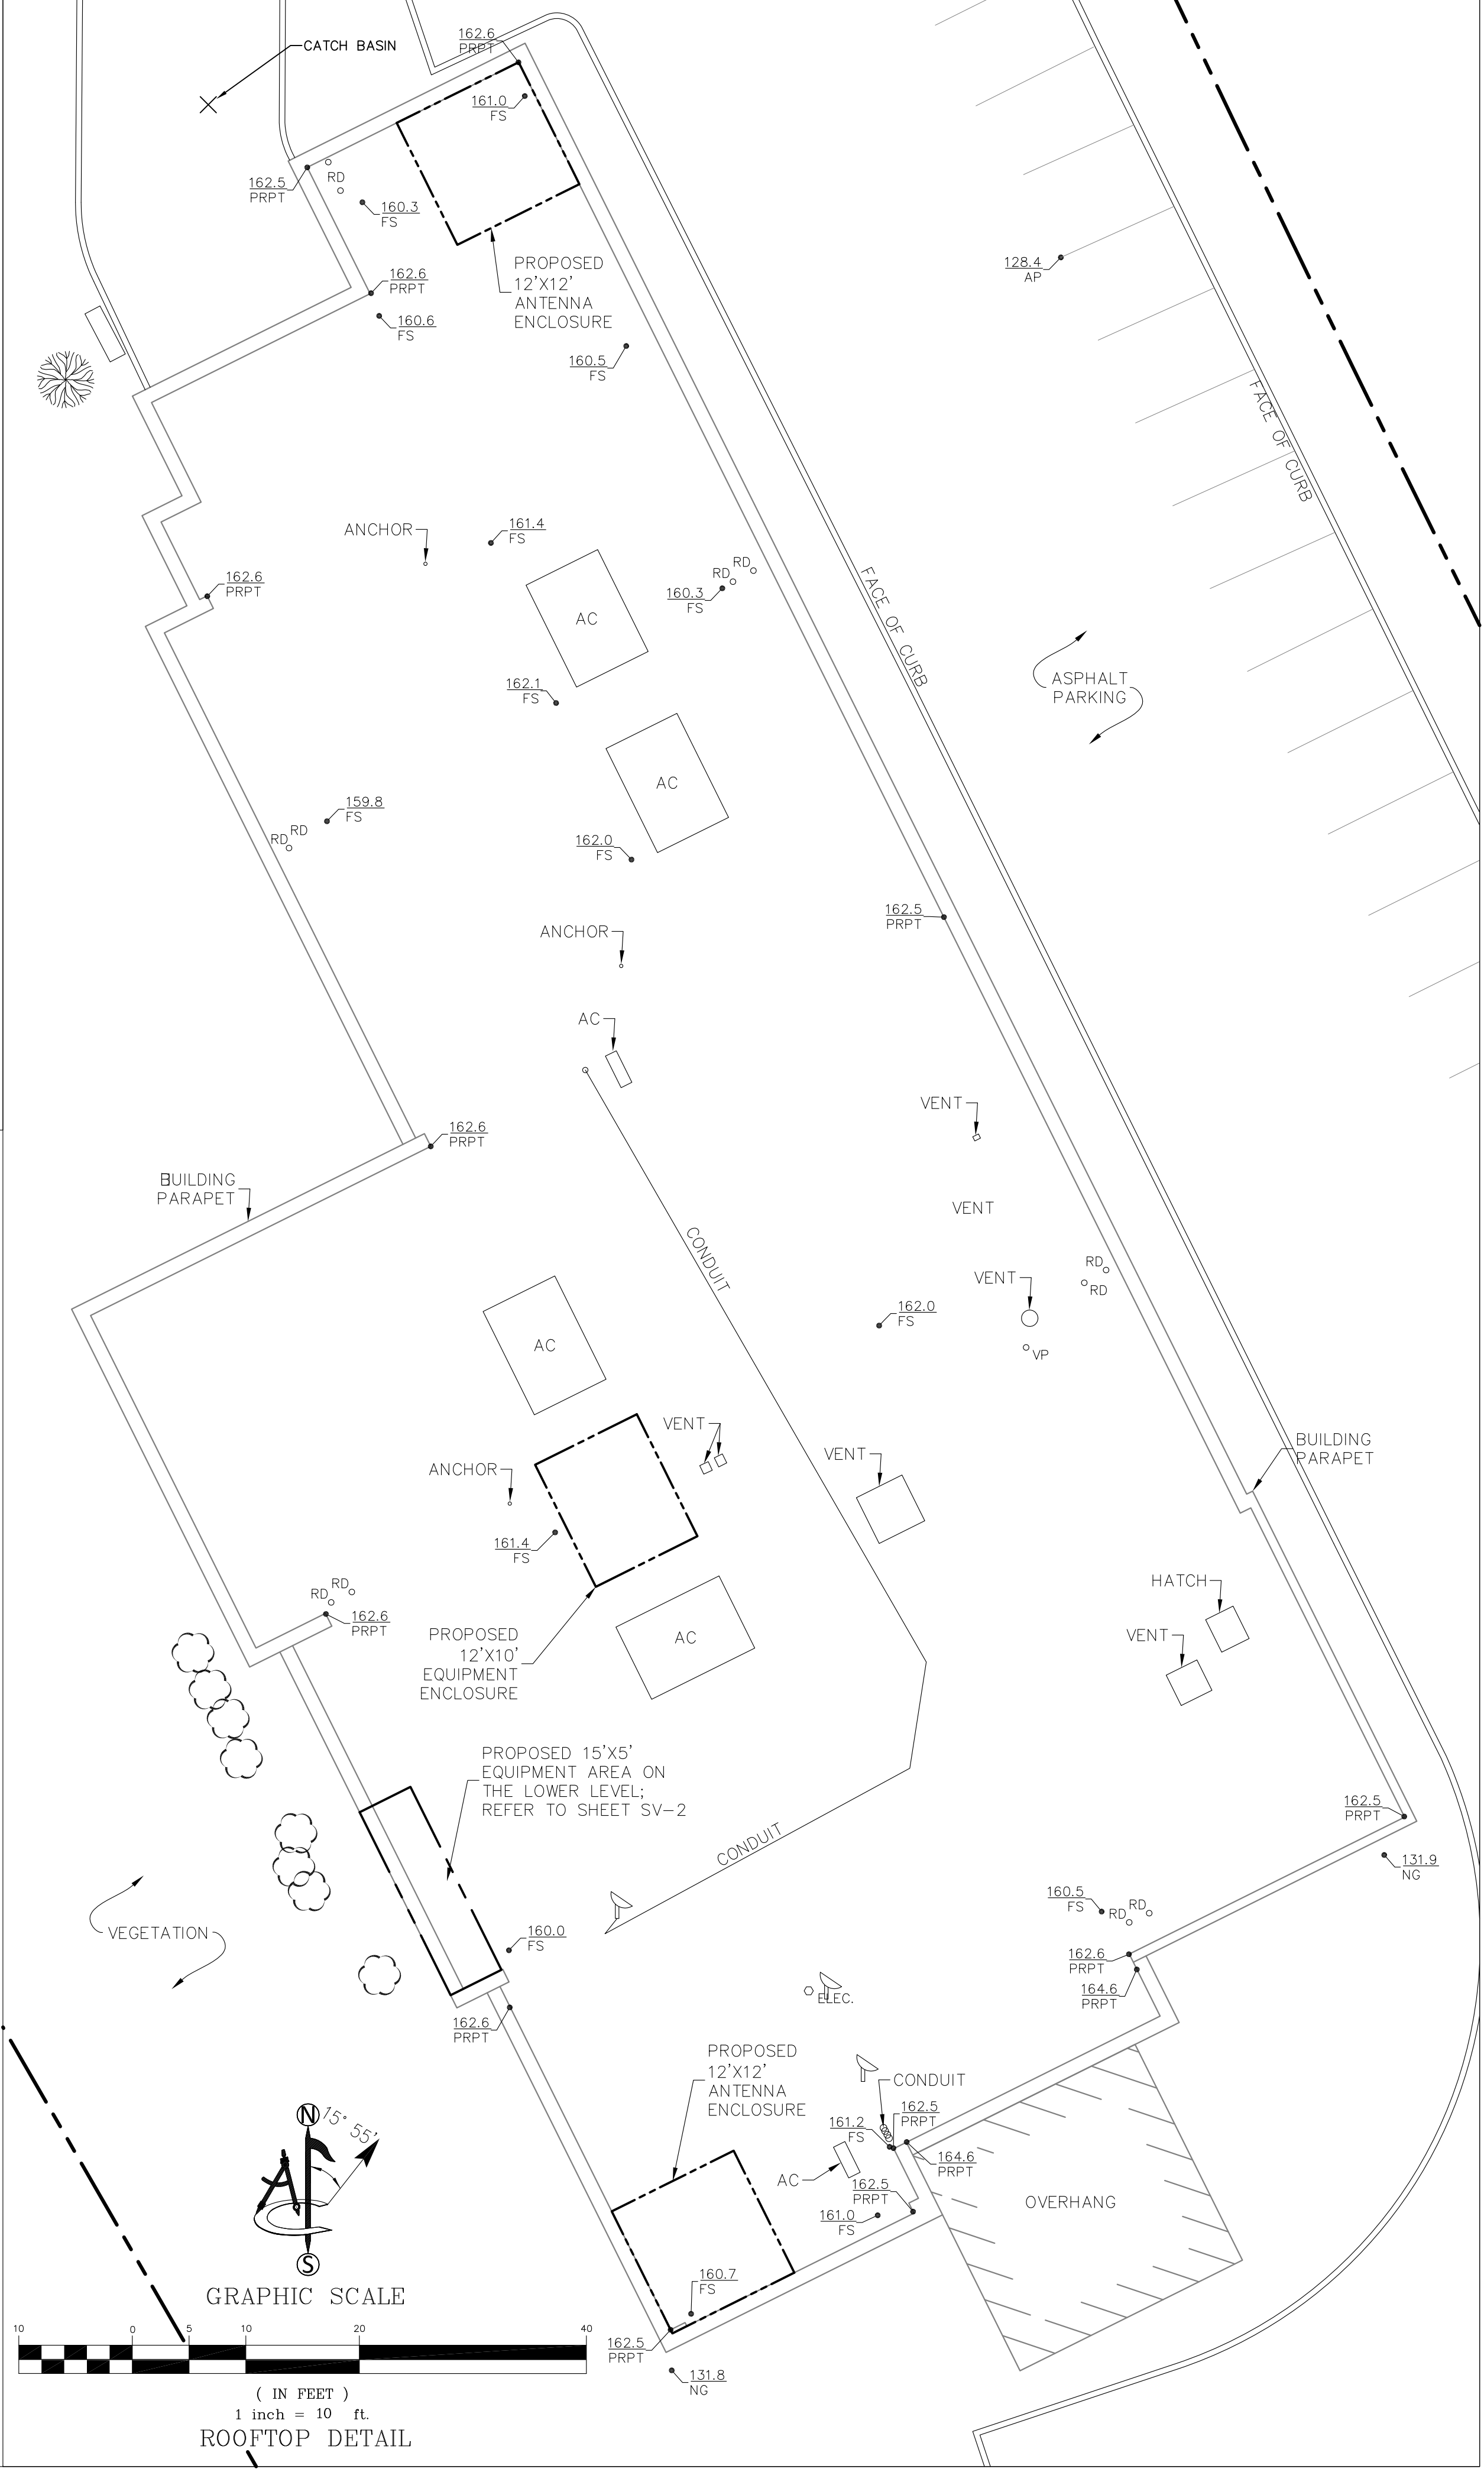 162.6
PRPT
CATCH BASIN
161.0
FS
162.5
PRPT
RD
160.3
FS
PROPOSED
12'X12'
ANTENNA
ENCLOSURE
128.4
AP
162.6
PRPT
160.6
FS
160.5
FS
FACE OF CURB
ANCHOR
161.4
FS
RD
RD
162.6
PRPT
160.3
FS
AC
FACE OF CURB
162.1
FS
ASPHALT
PARKING
AC
159.8
FS
RD
RD
162.0
FS
162.5
PRPT
ANCHOR
AC
VENT
162.6
PRPT
BUILDING
PARAPET
VENT
CONDUIT
RD
RD
VENT
162.0
FS
AC
VP
VENT
VENT
BUILDING
PARAPET
ANCHOR
161.4
FS
HATCH
RD
RD
162.6
PRPT
VENT
AC
PROPOSED
12'X10'
EQUIPMENT
ENCLOSURE
PROPOSED 15'X5'
EQUIPMENT AREA ON
THE LOWER LEVEL;
REFER TO SHEET SV-2
162.5
PRPT
CONDUIT
131.9
NG
160.5
FS
RD
RD
VEGETATION
160.0
FS
162.6
PRPT
164.6
PRPT
ELEC.
162.6
PRPT
PROPOSED
12'X12'
ANTENNA
ENCLOSURE
CONDUIT
162.5
PRPT
161.2
FS
164.6
PRPT
AC
162.5
PRPT
161.0
FS
OVERHANG
N
15° 55'
S
160.7
FS
162.5
PRPT
131.8
NG
GRAPHIC SCALE
10 0 5 10 20 40
( IN FEET )
1 inch = 10 ft.
ROOFTOP DETAIL